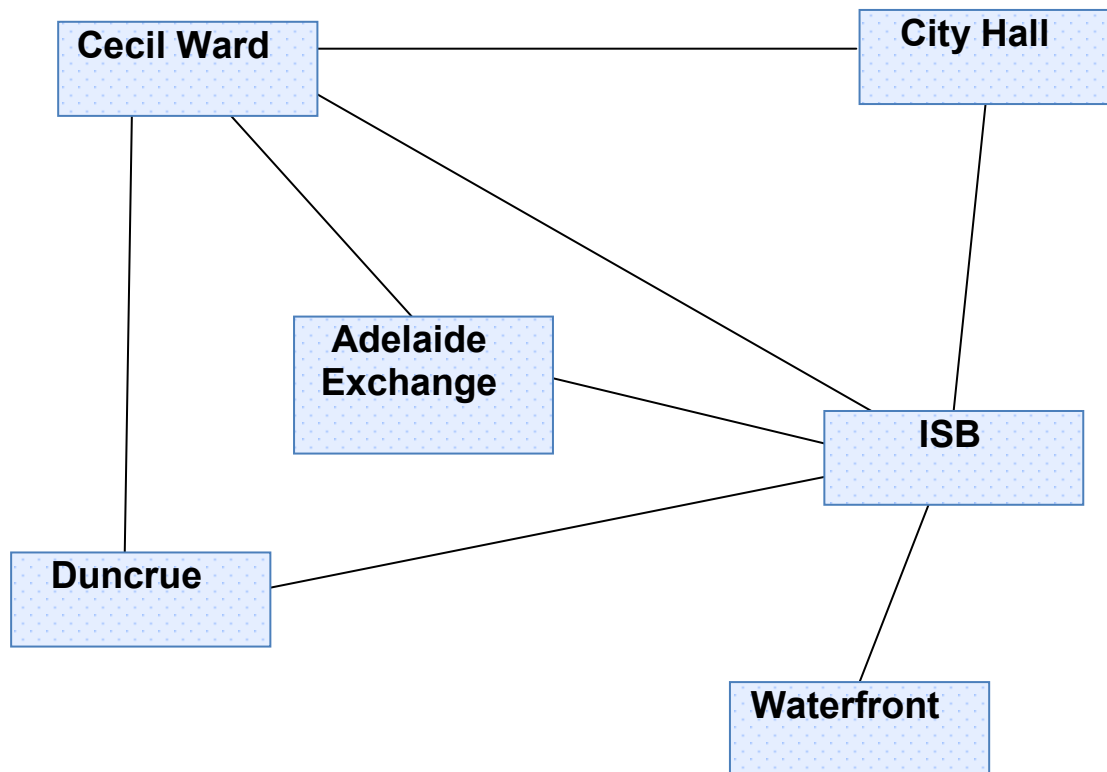 Cecil Ward
City Hall
Adelaide
Exchange
ISB
Duncrue
Waterfront